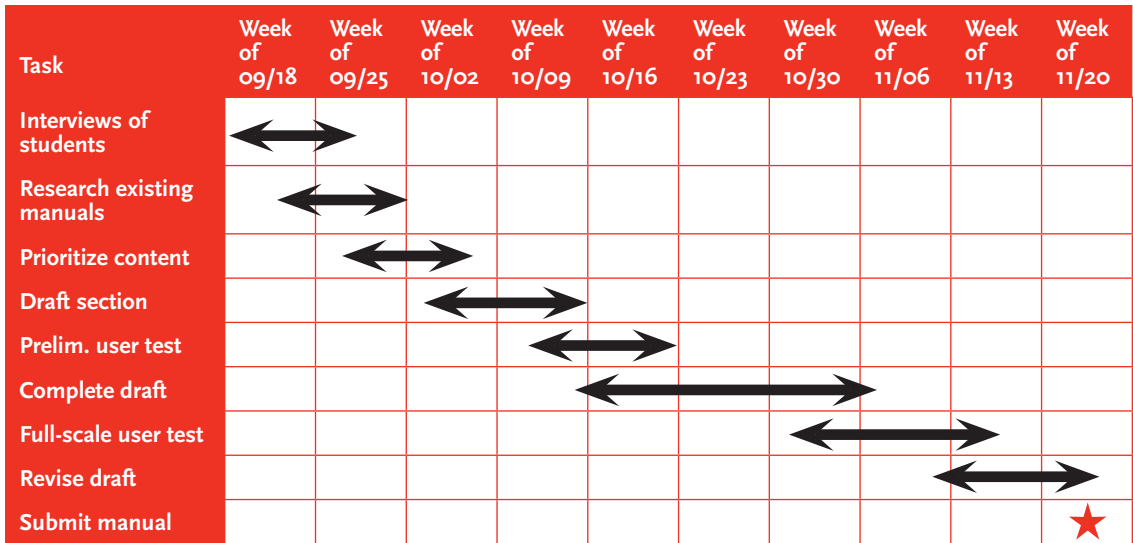 Task
Week
of
09/18
Week
of
09/25
Week
of
10/02
Week
of
10/09
Week
of
10/16
Week
of
10/23
Week
of
10/30
Week
of
11/06
Week
of
11/13
Week
of
11/20
Interviews of
students
Research existing
manuals
Prioritize content
Draft section
Prelim. user test
Complete draft
Full-scale user test
Revise draft
Submit manual